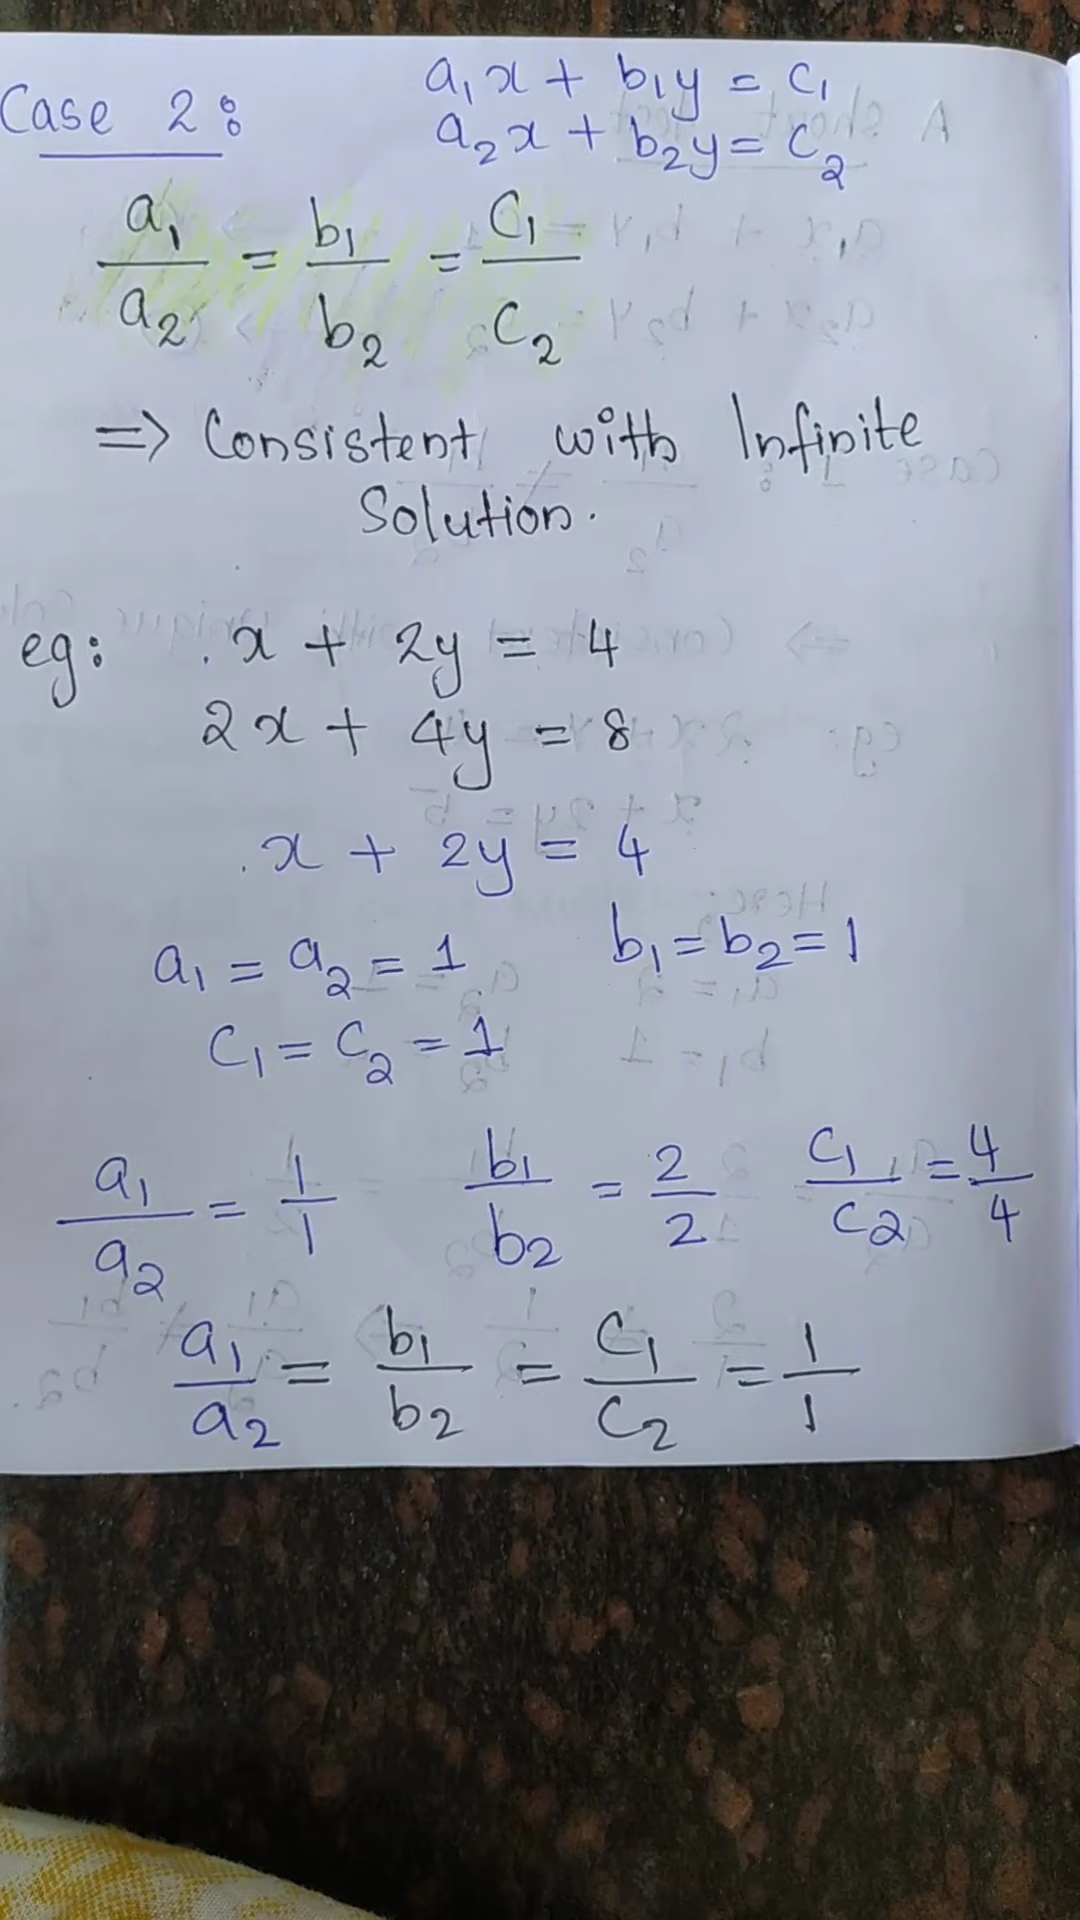 Case 2:
a₁x + b₁y = c₁
a₂x + b₂y = c₂
a₁/a₂ = b₁/b₂ = c₁/c₂
=> Consistent with Infinite
Solution.
eg: x + 2y = 4
2x + 4y = 8
x + 2y = 4
a₁ = a₂ = 1 b₁ = b₂ = 1
c₁ = c₂ = 1
a₁/a₂ = 1/1 b₁/b₂ = 2/2 c₁/c₂ = 4/4
a₁/a₂ = b₁/b₂ = c₁/c₂ = 1/1